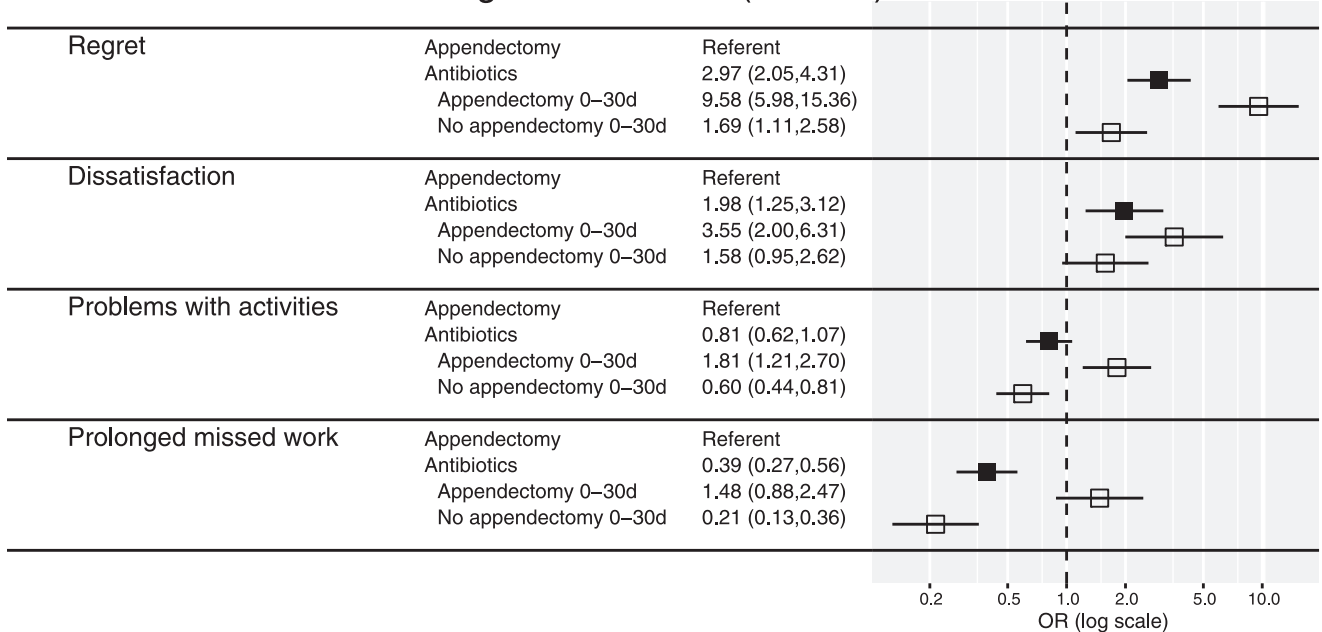 Regret
Appendectomy Referent
Antibiotics 2.97 (2.05,4.31)
Appendectomy 0–30d 9.58 (5.98,15.36)
No appendectomy 0–30d 1.69 (1.11,2.58)
Dissatisfaction
Appendectomy Referent
Antibiotics 1.98 (1.25,3.12)
Appendectomy 0–30d 3.55 (2.00,6.31)
No appendectomy 0–30d 1.58 (0.95,2.62)
Problems with activities
Appendectomy Referent
Antibiotics 0.81 (0.62,1.07)
Appendectomy 0–30d 1.81 (1.21,2.70)
No appendectomy 0–30d 0.60 (0.44,0.81)
Prolonged missed work
Appendectomy Referent
Antibiotics 0.39 (0.27,0.56)
Appendectomy 0–30d 1.48 (0.88,2.47)
No appendectomy 0–30d 0.21 (0.13,0.36)
0.2 0.5 1.0 2.0 5.0 10.0
OR (log scale)